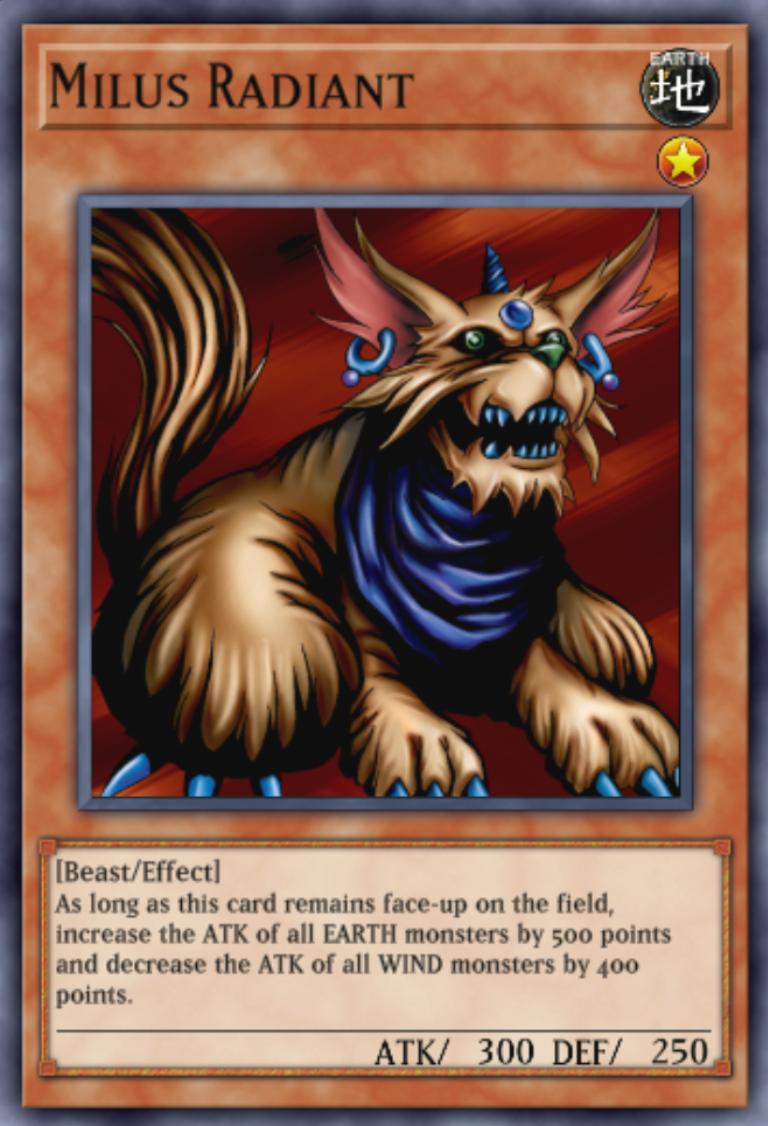 Milus Radiant
EARTH
地
[Beast/Effect]
As long as this card remains face-up on the field,
increase the ATK of all EARTH monsters by 500 points
and decrease the ATK of all WIND monsters by 400
points.
ATK/ 300 DEF/ 250